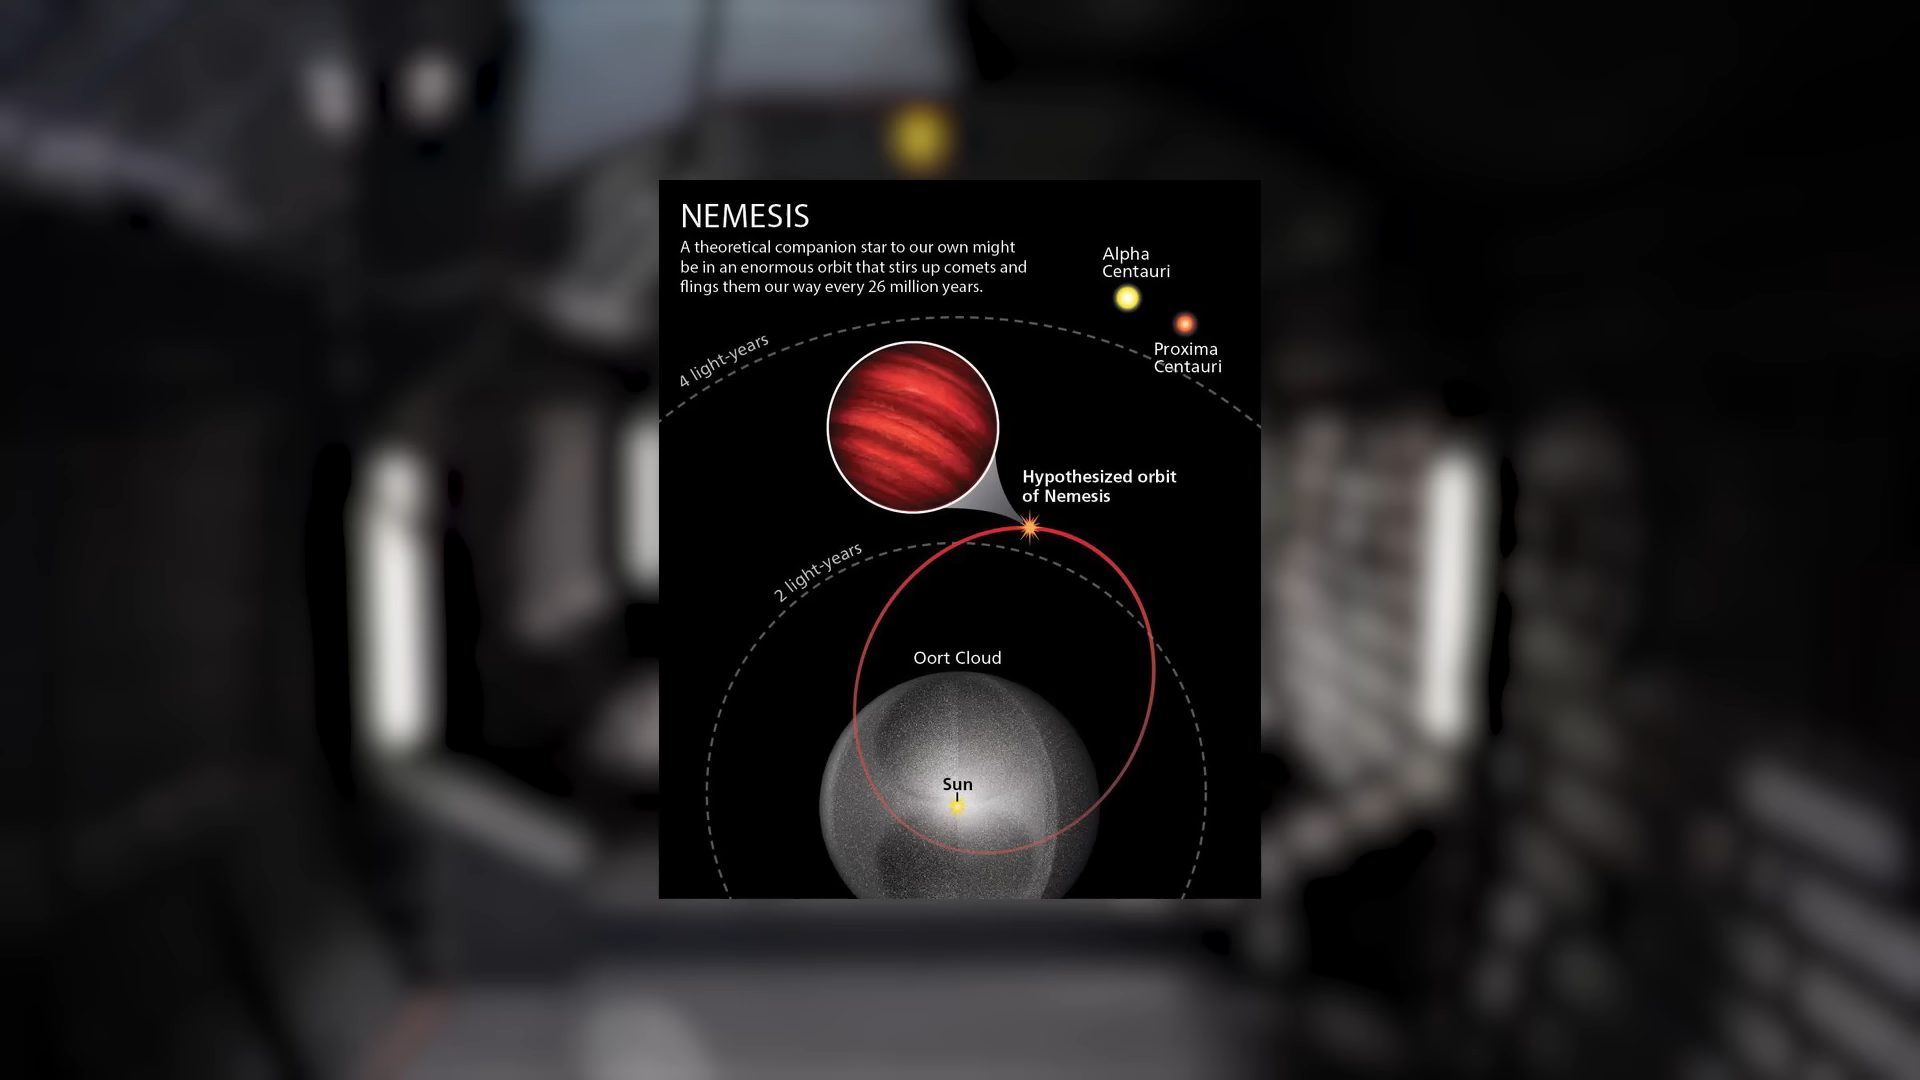 NEMESIS
A theoretical companion star to our own might
be in an enormous orbit that stirs up comets and
flings them our way every 26 million years.
Alpha
Centauri
Proxima
Centauri
4 light-years
Hypothesized orbit
of Nemesis
2 light-years
Oort Cloud
Sun